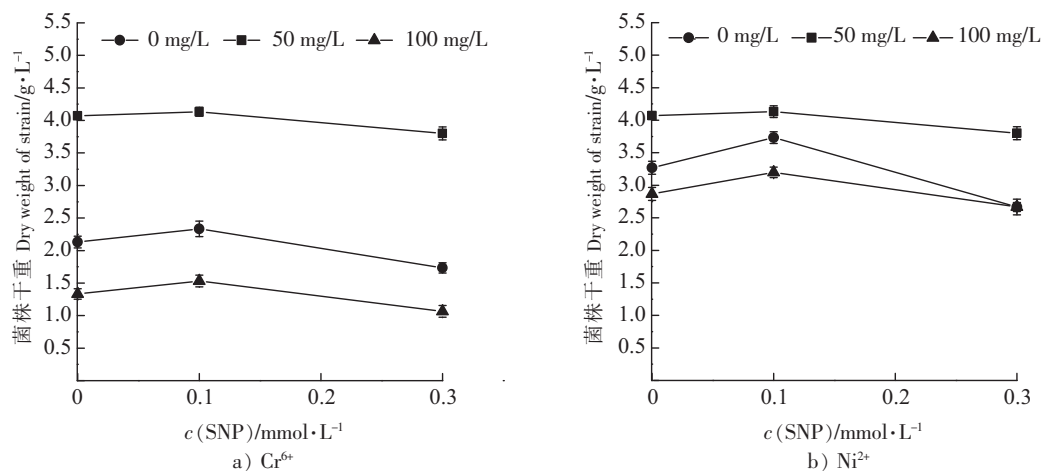 5.5
5.0
4.5
4.0
3.5
3.0
2.5
2.0
1.5
1.0
0.5
0 mg/L 50 mg/L 100 mg/L
菌株干重 Dry weight of strain/g·L⁻¹
0 0.1 0.2 0.3
c(SNP)/mmol·L⁻¹
a) Cr⁶⁺
5.5
5.0
4.5
4.0
3.5
3.0
2.5
2.0
1.5
1.0
0.5
0 mg/L 50 mg/L 100 mg/L
菌株干重 Dry weight of strain/g·L⁻¹
0 0.1 0.2 0.3
c(SNP)/mmol·L⁻¹
b) Ni²⁺